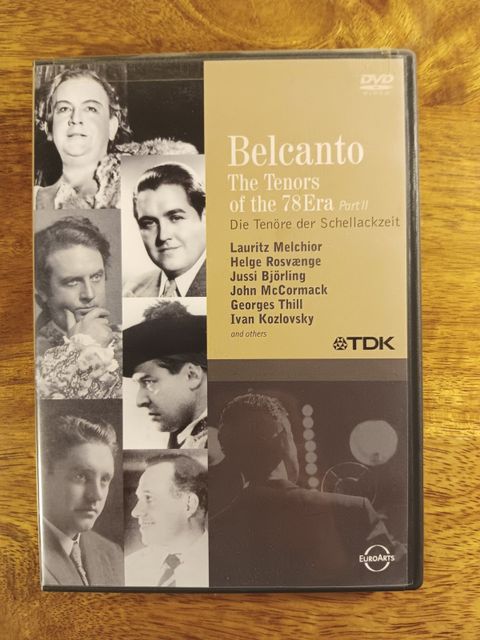 DVD
VIDEO
Belcanto
The Tenors
of the 78Era Part II
Die Tenöre der Schellackzeit
Lauritz Melchior
Helge Rosvænge
Jussi Björling
John McCormack
Georges Thill
Ivan Kozlovsky
and others
TDK
EUROARTS